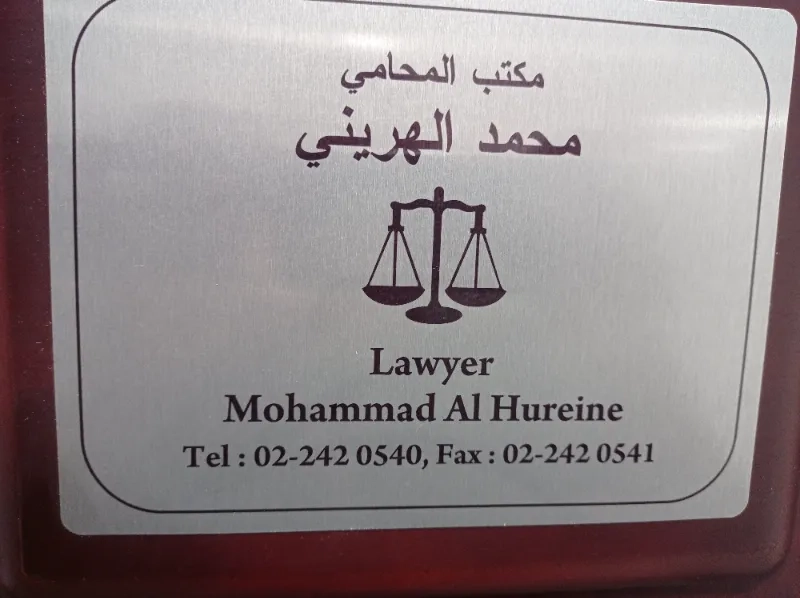 مكتب المحامي
محمد الهريني
Lawyer
Mohammad Al Hureine
Tel : 02-242 0540, Fax : 02-242 0541